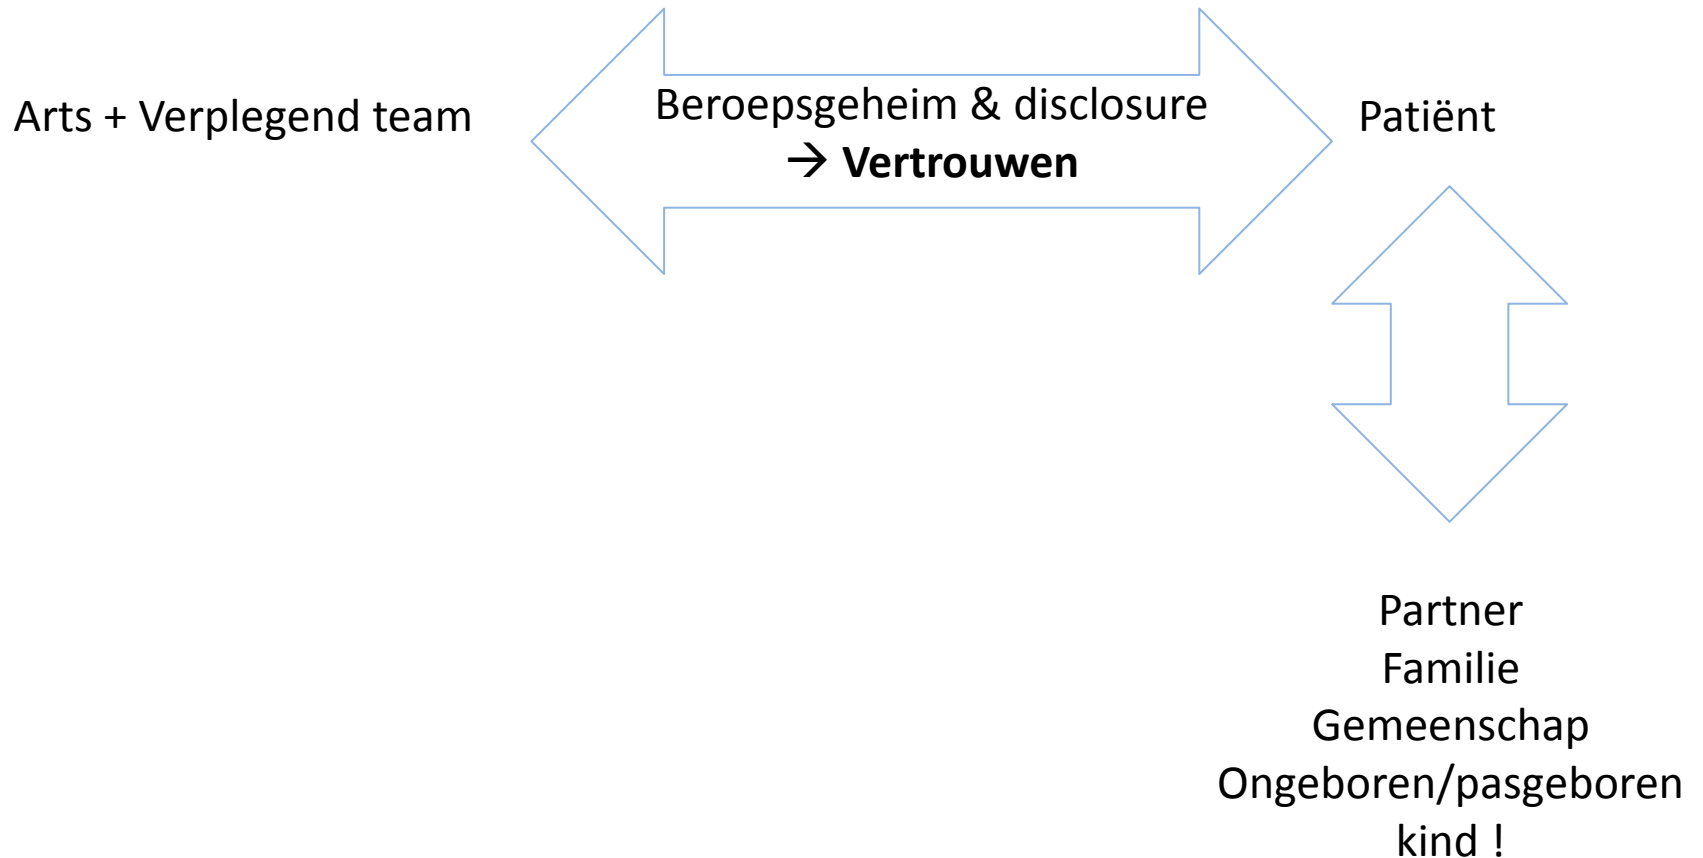 Arts + Verplegend team
Beroepsgeheim & disclosure
→ Vertrouwen
Patiënt
Partner
Familie
Gemeenschap
Ongeboren/pasgeboren
kind !